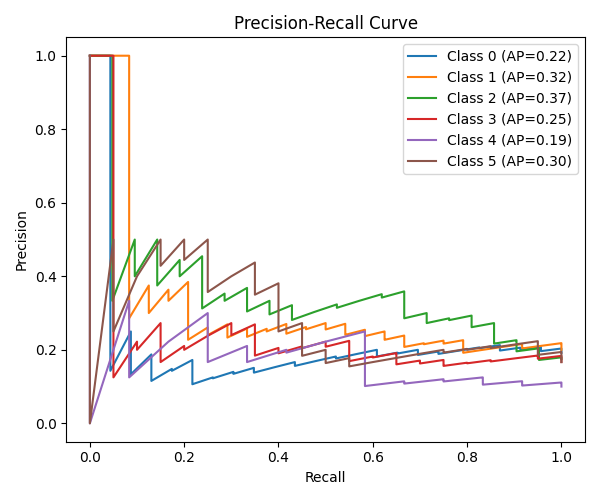 Precision-Recall Curve
Class 0 (AP=0.22)
Class 1 (AP=0.32)
Class 2 (AP=0.37)
Class 3 (AP=0.25)
Class 4 (AP=0.19)
Class 5 (AP=0.30)
Precision
1.0
0.8
0.6
0.4
0.2
0.0
0.0 0.2 0.4 0.6 0.8 1.0
Recall